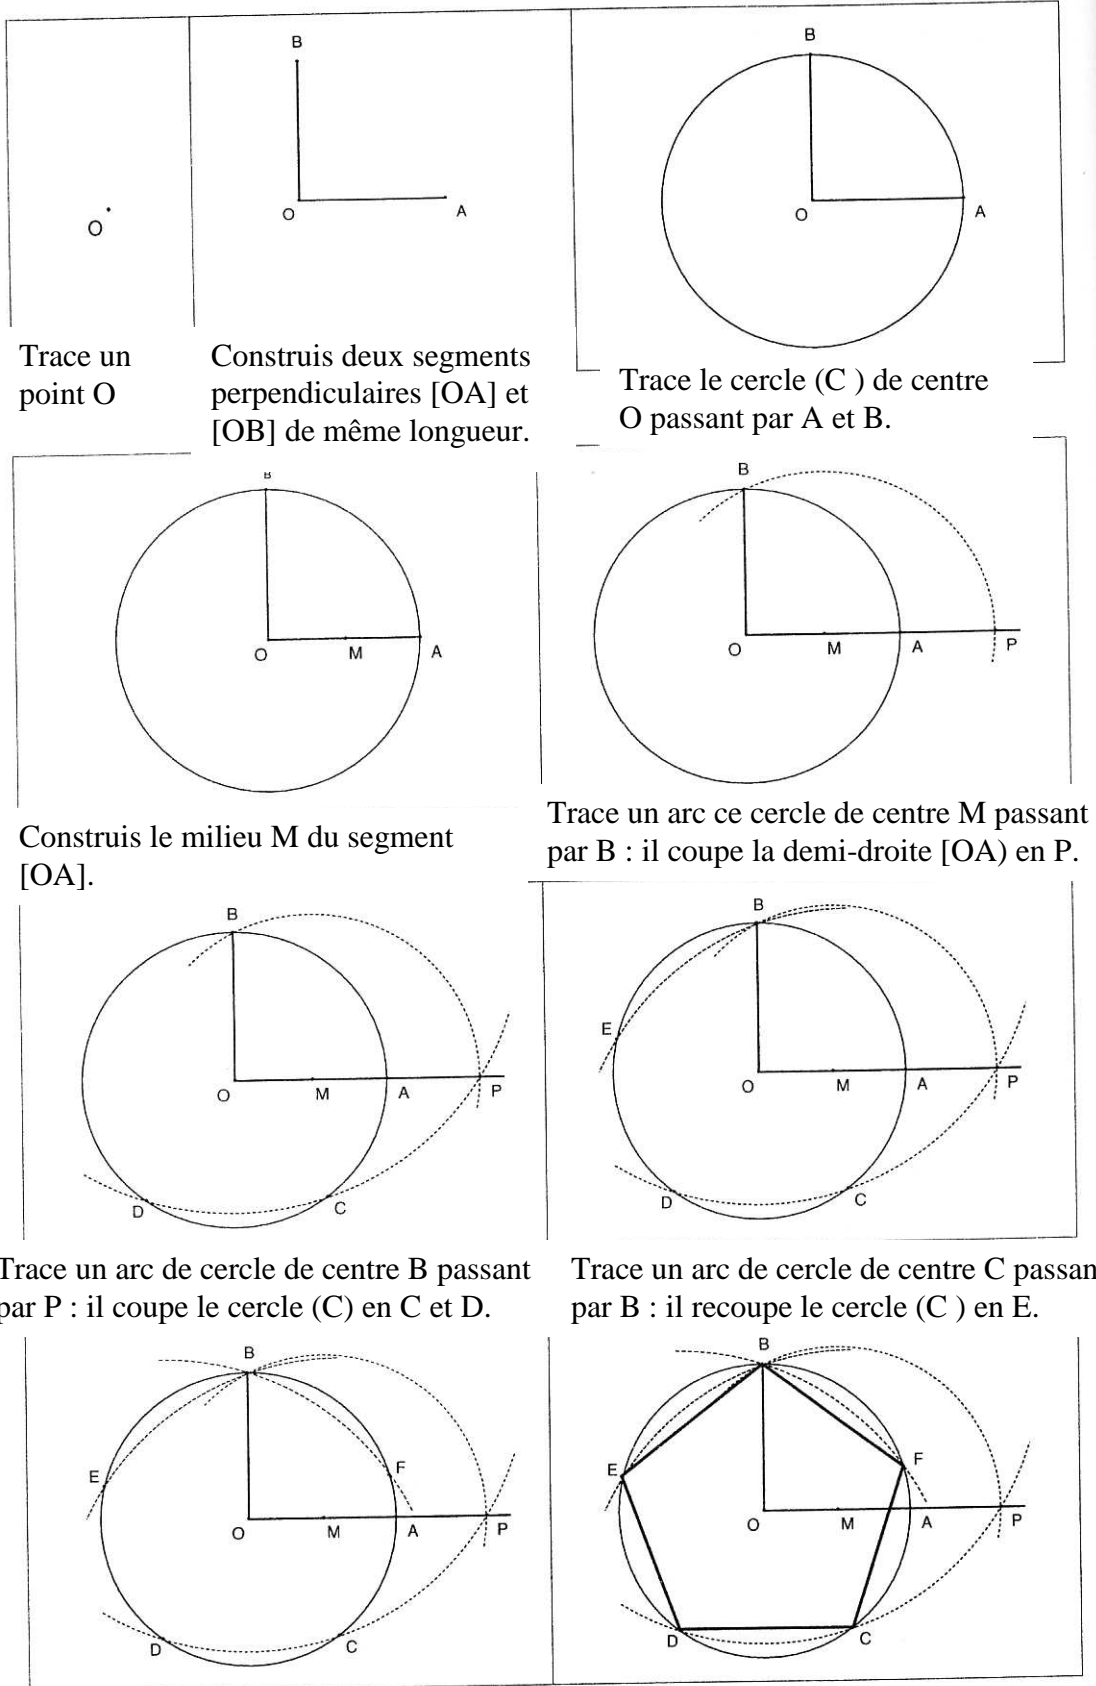 B
O
O
A
B
O
A
Trace un
point O
Construis deux segments
perpendiculaires [OA] et
[OB] de même longueur.
Trace le cercle (C ) de centre
O passant par A et B.
B
O
M
A
B
O
M
A
P
Construis le milieu M du segment
[OA].
Trace un arc ce cercle de centre M passant
par B : il coupe la demi-droite [OA) en P.
B
O
M
A
P
D
C
B
E
O
M
A
P
D
C
Trace un arc de cercle de centre B passant
par P : il coupe le cercle (C) en C et D.
Trace un arc de cercle de centre C passan
par B : il recoupe le cercle (C ) en E.
B
E
F
O
M
A
P
D
C
B
E
F
O
M
A
P
D
C